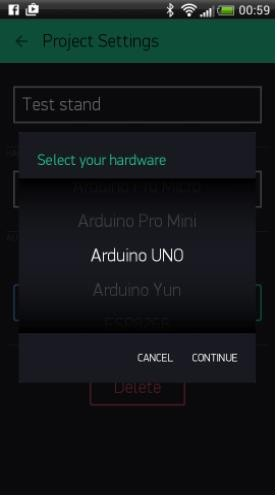 00:59
Project Settings
Test stand
Select your hardware
Arduino Pro Micro
Arduino Pro Mini
Arduino UNO
Arduino Yun
ESP8266
CANCEL CONTINUE
Delete